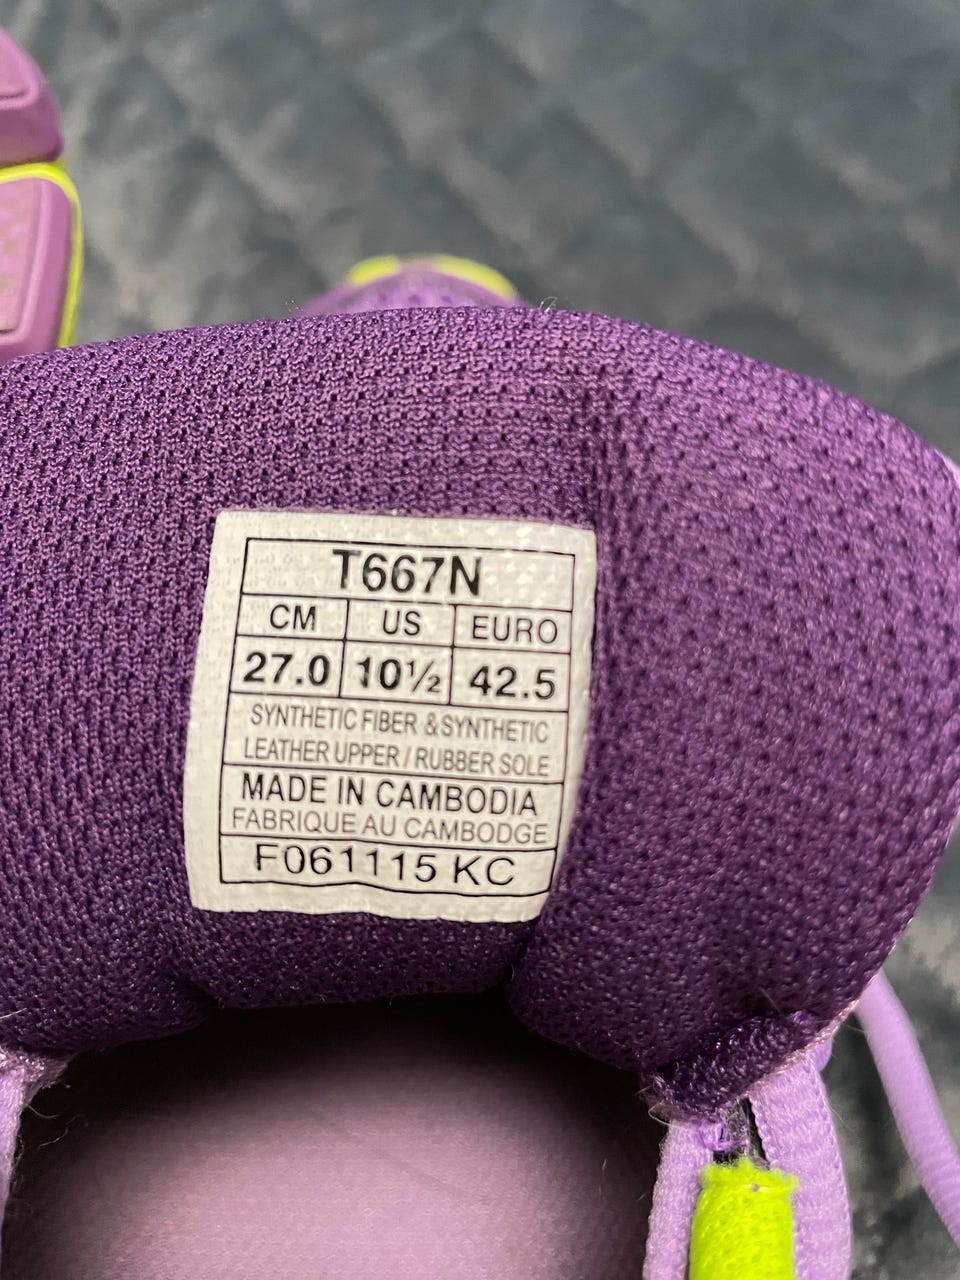 T667N
CM US EURO
27.0 10½ 42.5
SYNTHETIC FIBER & SYNTHETIC
LEATHER UPPER / RUBBER SOLE
MADE IN CAMBODIA
FABRIQUE AU CAMBODGE
F061115 KC